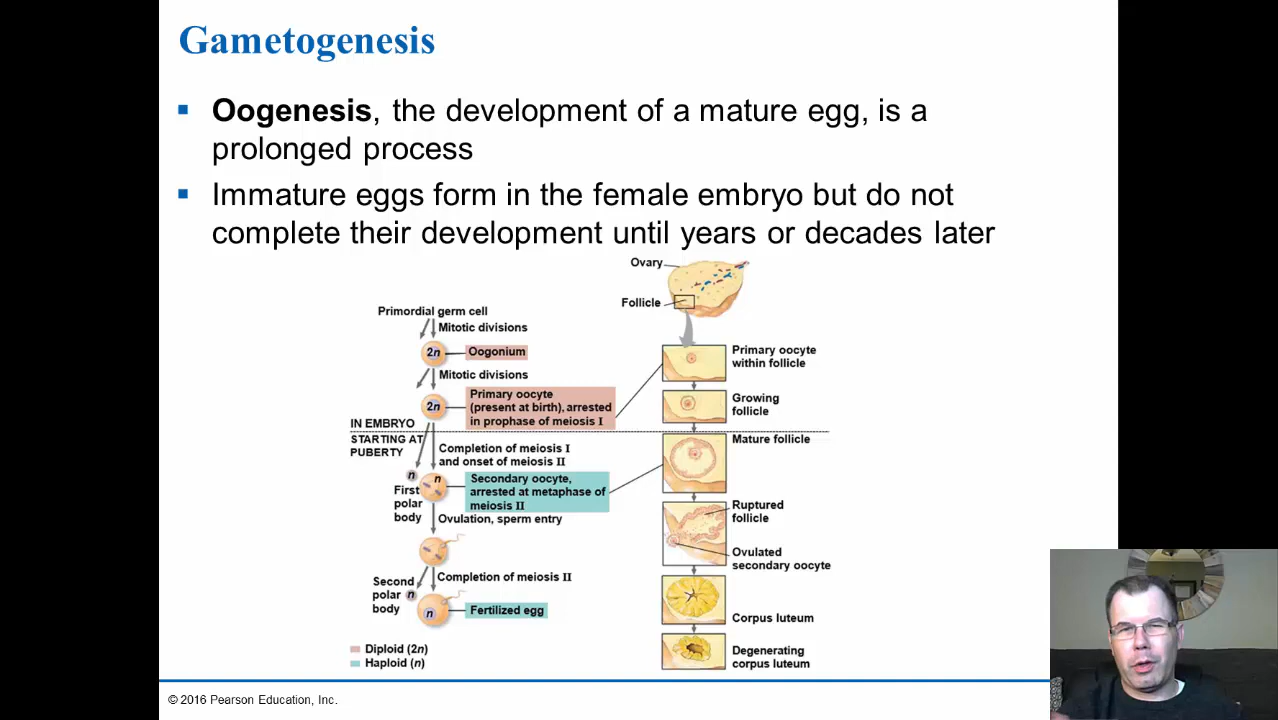 Gametogenesis
Oogenesis, the development of a mature egg, is a
prolonged process
Immature eggs form in the female embryo but do not
complete their development until years or decades later
Ovary
Follicle
Primordial germ cell
Mitotic divisions
2n
Oogonium
Mitotic divisions
2n
Primary oocyte
(present at birth), arrested
in prophase of meiosis I
IN EMBRYO
STARTING AT
PUBERTY
Completion of meiosis I
and onset of meiosis II
n
n
First
polar
body
Secondary oocyte,
arrested at metaphase of
meiosis II
Ovulation, sperm entry
Completion of meiosis II
Second
polar
body
n
n
Fertilized egg
Diploid (2n)
Haploid (n)
Primary oocyte
within follicle
Growing
follicle
Mature follicle
Ruptured
follicle
Ovulated
secondary oocyte
Corpus luteum
Degenerating
corpus luteum
© 2016 Pearson Education, Inc.